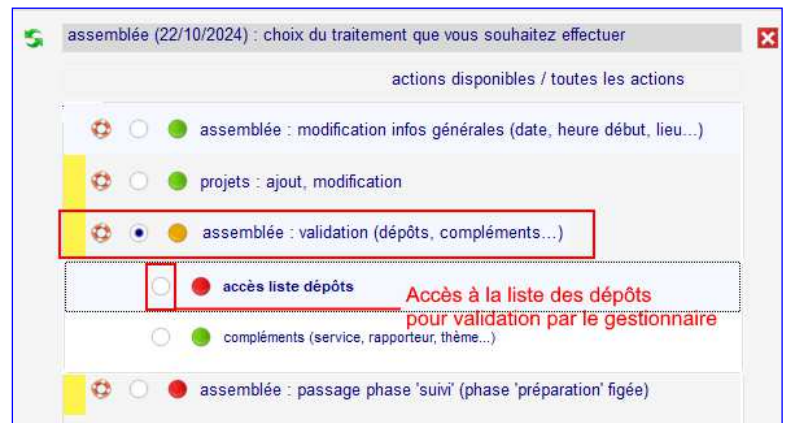 assemblée (22/10/2024) : choix du traitement que vous souhaitez effectuer
actions disponibles / toutes les actions
assemblée : modification infos générales (date, heure début, lieu...)
projets : ajout, modification
assemblée : validation (dépôts, compléments...)
accès liste dépôts
Accès à la liste des dépôts
pour validation par le gestionnaire
compléments (service, rapporteur, thème...)
assemblée : passage phase 'suivi' (phase 'préparation' figée)